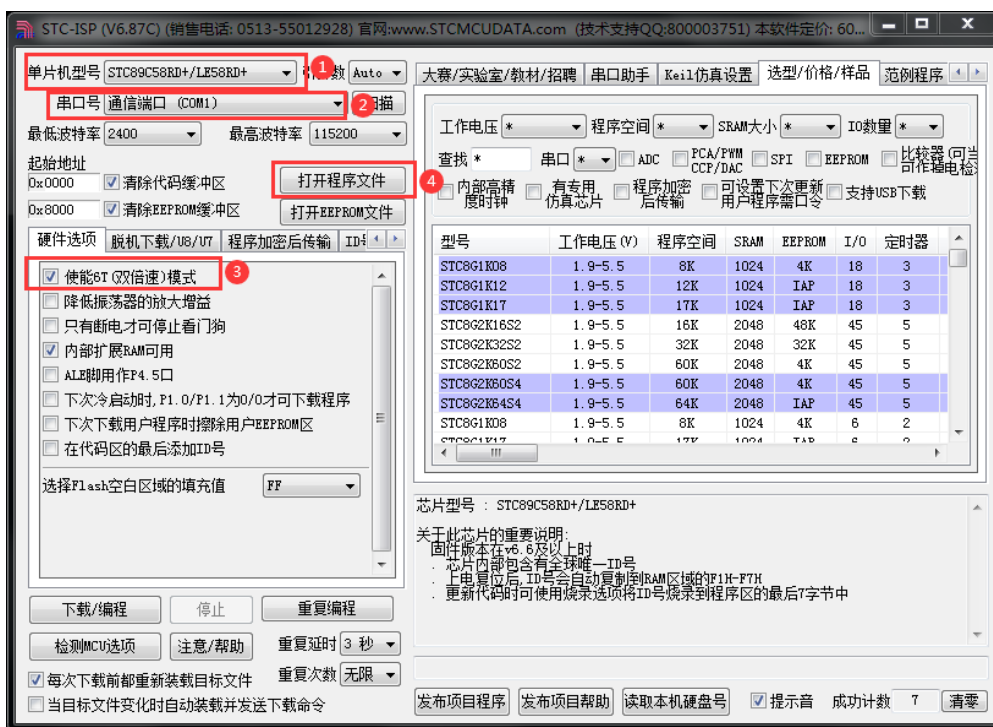 STC-ISP (V6.87C) (销售电话: 0513-55012928) 官网:www.STCMCUDATA.com (技术支持QQ:800003751) 本软件定价: 60...
单片机型号 STC89C58RD+/LE58RD+ 1 数 Auto
串口号 通信端口 (COM1) 2 描
最低波特率 2400 最高波特率 115200
起始地址
0x0000 清除代码缓冲区 打开程序文件 4
0x8000 清除EEPROM缓冲区 打开EEPROM文件
硬件选项 脱机下载/U8/U7 程序加密后传输
使能6T(双倍速)模式 3
降低振荡器的放大增益
只有断电才可停止看门狗
内部扩展RAM可用
ALE脚用作P4.5口
下次冷启动时,P1.0/P1.1为0/0才可下载程序
下次下载用户程序时擦除用户EEPROM区
在代码区的最后添加ID号
选择Flash空白区域的填充值 FF
下载/编程 停止 重复编程
检测MCU选项 注意/帮助 重复延时 3 秒
每次下载前都重新装载目标文件 重复次数 无限
当目标文件变化时自动装载并发送下载命令
大赛/实验室/教材/招聘 串口助手 Keil仿真设置 选型/价格/样品 范例程序
工作电压 * 程序空间 * SRAM大小 * IO数量 *
查找 * 串口 * ADC PCA/PWM CCP/DAC SPI EEPROM 比较器
内部高精度时钟 有专用仿真芯片 程序加密后传输 可设置下次更新用户程序需口令 支持USB下载
型号 工作电压(V) 程序空间 SRAM EEPROM I/O 定时器
STC8G1K08 1.9-5.5 8K 1024 4K 18 3
STC8G1K12 1.9-5.5 12K 1024 IAP 18 3
STC8G1K17 1.9-5.5 17K 1024 IAP 18 3
STC8G2K16S2 1.9-5.5 16K 2048 48K 45 5
STC8G2K32S2 1.9-5.5 32K 2048 32K 45 5
STC8G2K60S2 1.9-5.5 60K 2048 4K 45 5
STC8G2K60S4 1.9-5.5 60K 2048 4K 45 5
STC8G2K64S4 1.9-5.5 64K 2048 IAP 45 5
STC8G1K08 1.9-5.5 8K 1024 4K 6 2
芯片型号 : STC89C58RD+/LE58RD+
关于此芯片的重要说明:
固件版本在v6.6及以上时
. 芯片内部包含有全球唯一ID号
. 上电复位后,ID号会自动复制到RAM区域的F1H-F7H
. 更新代码时可使用烧录选项将ID号烧录到程序区的最后7字节中
发布项目程序 发布项目帮助 读取本机硬盘号 提示音 成功计数 7 清零